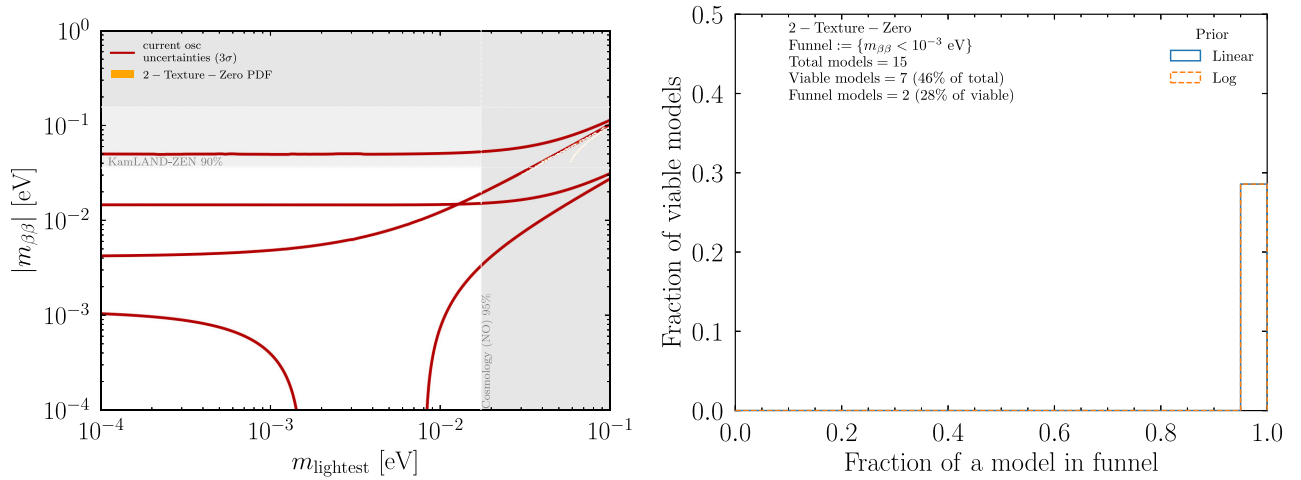 10⁰
10⁻¹
10⁻²
10⁻³
10⁻⁴
|m_ββ| [eV]
current osc
uncertainties (3σ)
2 − Texture − Zero PDF
KamLAND-ZEN 90%
Cosmology (NO) 95%
10⁻⁴
10⁻³
10⁻²
10⁻¹
m_lightest [eV]
0.5
0.4
0.3
0.2
0.1
0.0
Fraction of viable models
2 − Texture − Zero
Funnel := {m_ββ < 10⁻³ eV}
Total models = 15
Viable models = 7 (46% of total)
Funnel models = 2 (28% of viable)
Prior
Linear
Log
0.0
0.2
0.4
0.6
0.8
1.0
Fraction of a model in funnel